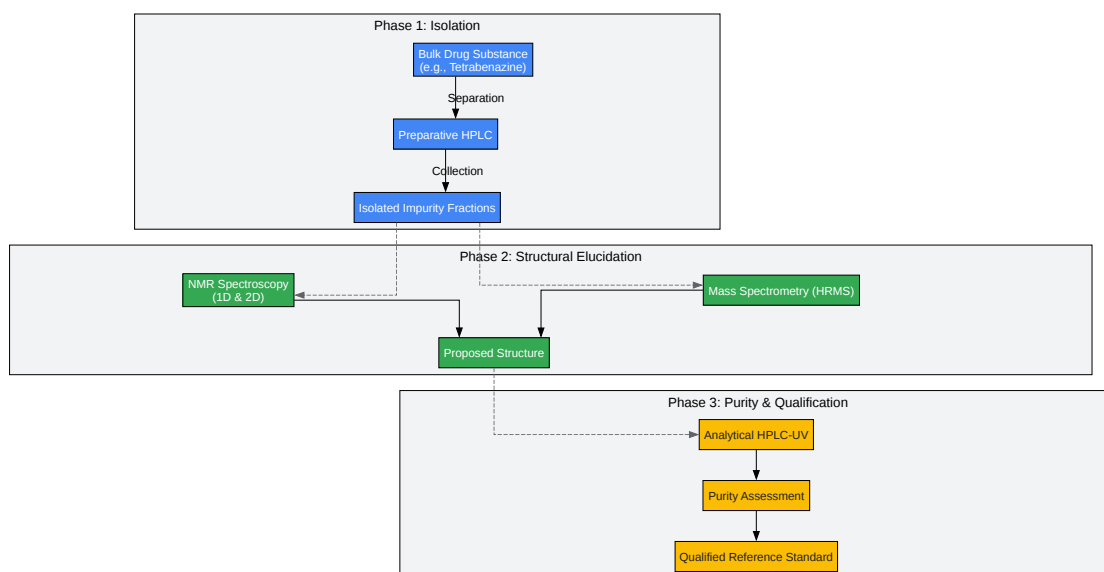 Phase 1: Isolation
Bulk Drug Substance
(e.g., Tetrabenazine)
Separation
Preparative HPLC
Collection
Isolated Impurity Fractions
Phase 2: Structural Elucidation
NMR Spectroscopy
(1D & 2D)
Mass Spectrometry (HRMS)
Proposed Structure
Phase 3: Purity & Qualification
Analytical HPLC-UV
Purity Assessment
Qualified Reference Standard